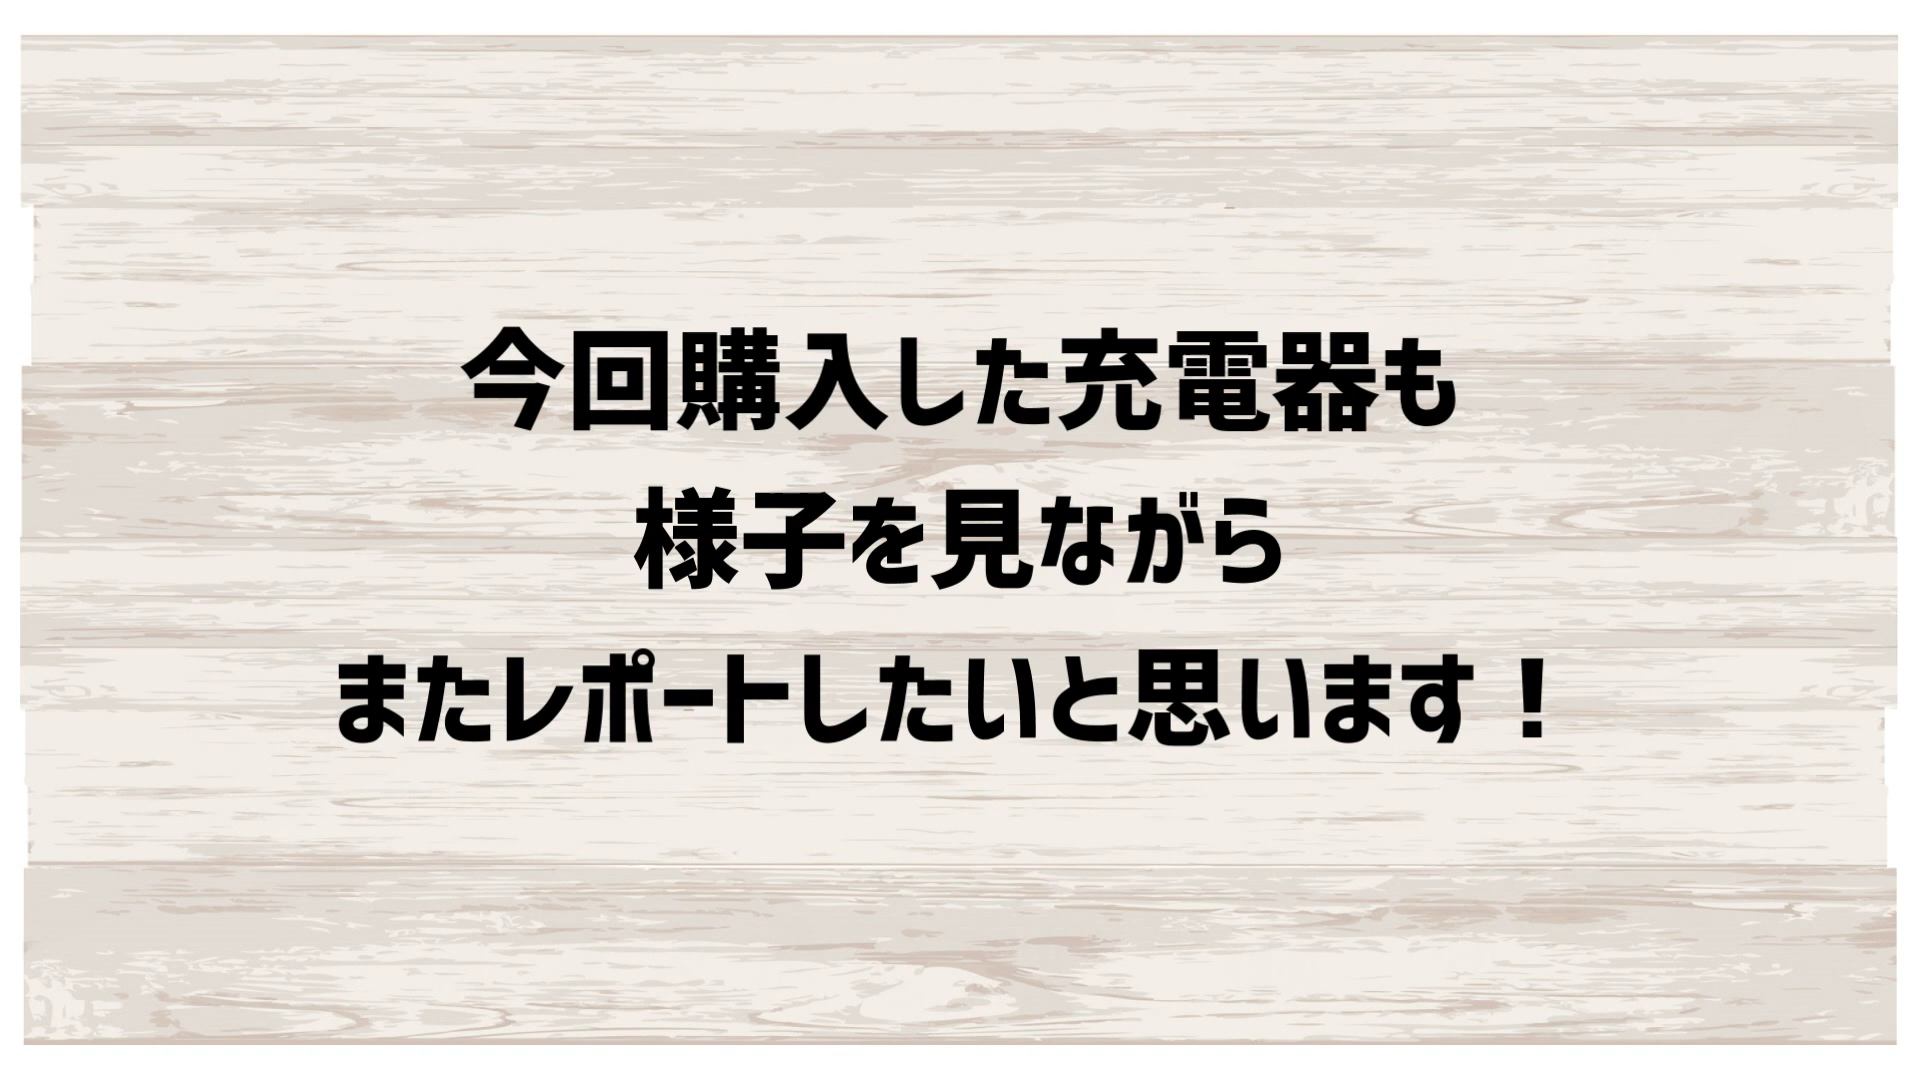 今回購入した充電器も
様子を見ながら
またレポートしたいと思います！